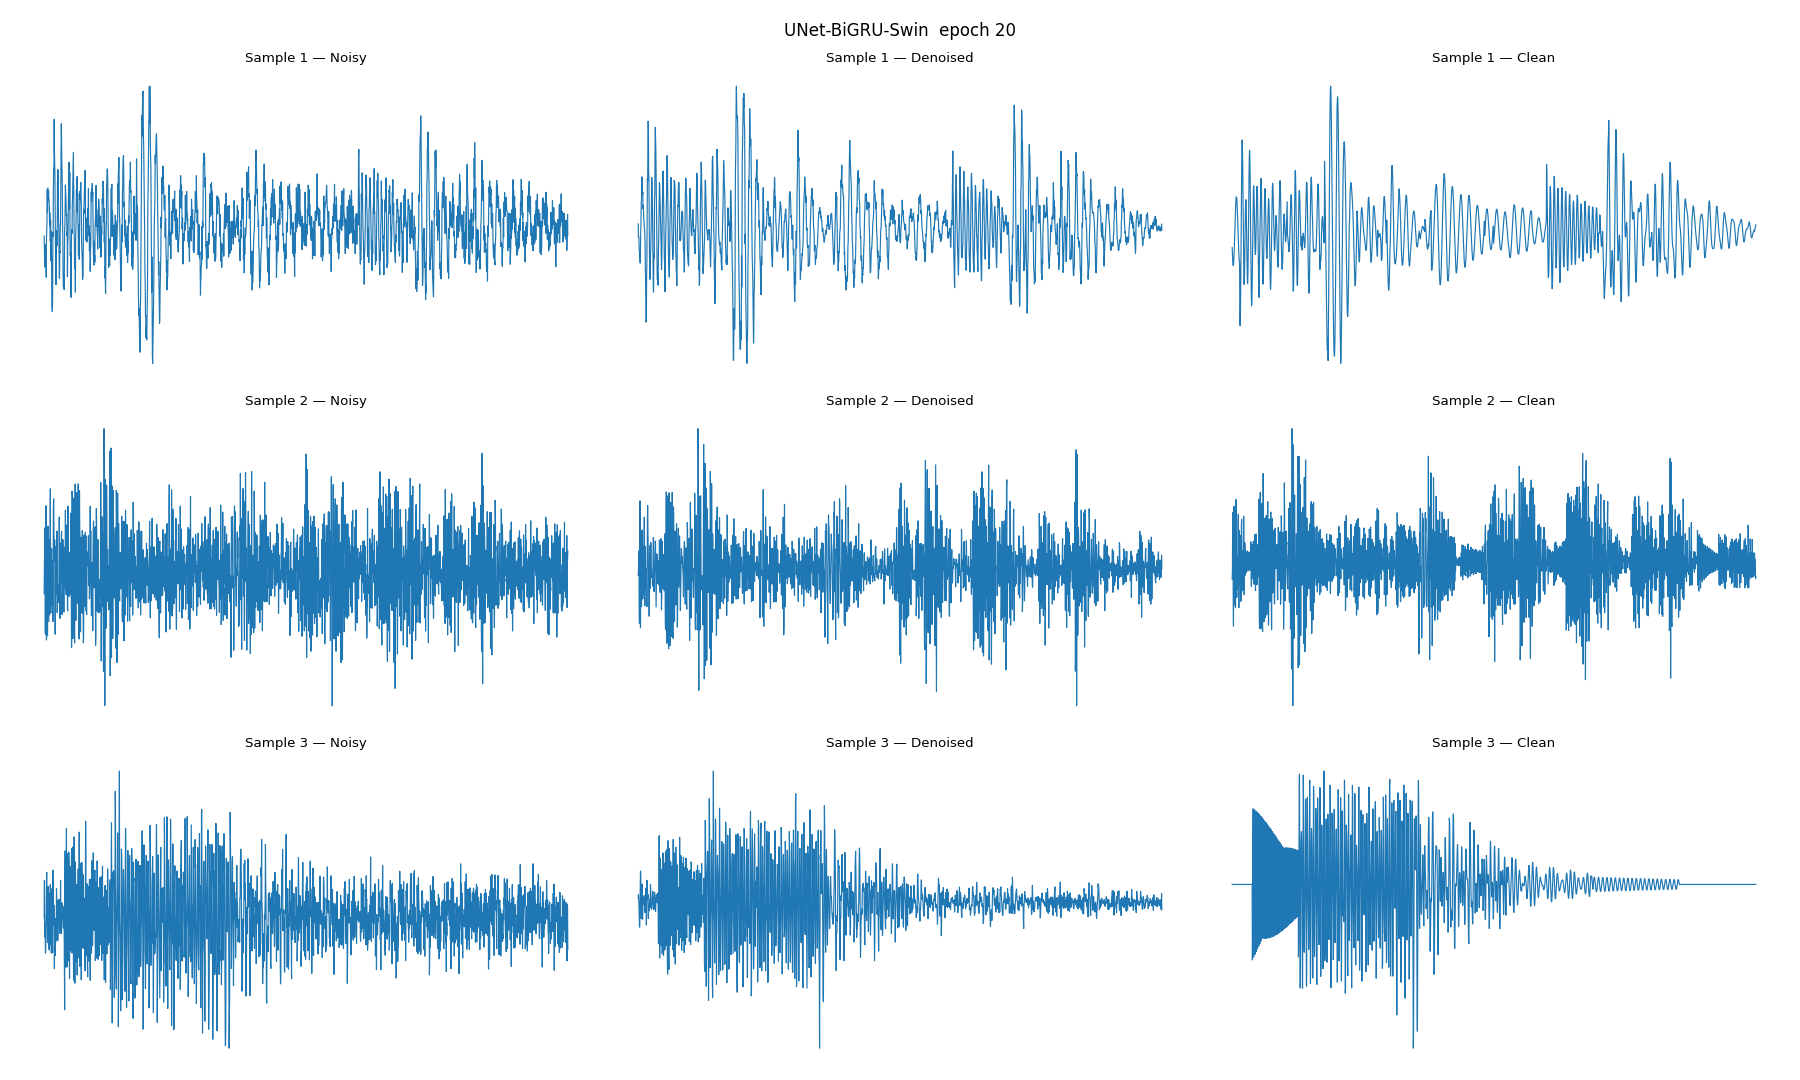 UNet-BiGRU-Swin  epoch 20
Sample 1 — Noisy
Sample 1 — Denoised
Sample 1 — Clean
Sample 2 — Noisy
Sample 2 — Denoised
Sample 2 — Clean
Sample 3 — Noisy
Sample 3 — Denoised
Sample 3 — Clean